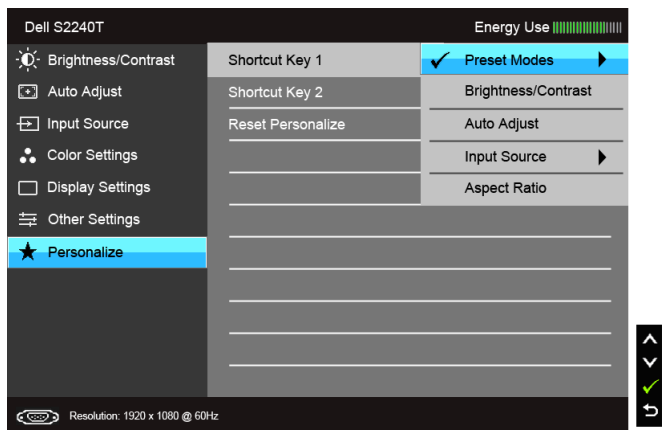 Dell S2240T
Energy Use
Brightness/Contrast
Auto Adjust
Input Source
Color Settings
Display Settings
Other Settings
Personalize
Shortcut Key 1
Shortcut Key 2
Reset Personalize
Preset Modes
Brightness/Contrast
Auto Adjust
Input Source
Aspect Ratio
Resolution: 1920 x 1080 @ 60Hz